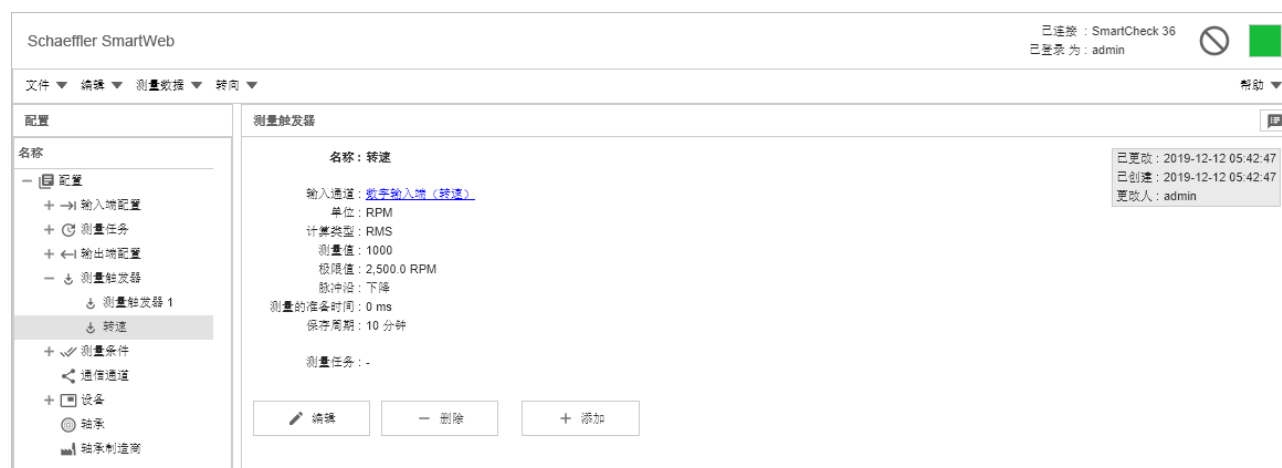 Schaeffler SmartWeb
已连接 : SmartCheck 36
已登录 为 : admin
文件 编辑 测量数据 转向 帮助
配置
名称
配置
输入端配置
测量任务
输出端配置
测量触发器
测量触发器 1
转速
测量条件
通信通道
设备
轴承
轴承制造商
测量触发器
名称 : 转速
输入通道 : 数字输入端（转速）
单位 : RPM
计算类型 : RMS
测量值 : 1000
极限值 : 2,500.0 RPM
脉冲沿 : 下降
测量的准备时间 : 0 ms
保存周期 : 10 分钟
测量任务 : -
已更改 : 2019-12-12 05:42:47
已创建 : 2019-12-12 05:42:47
更改人 : admin
编辑 删除 添加